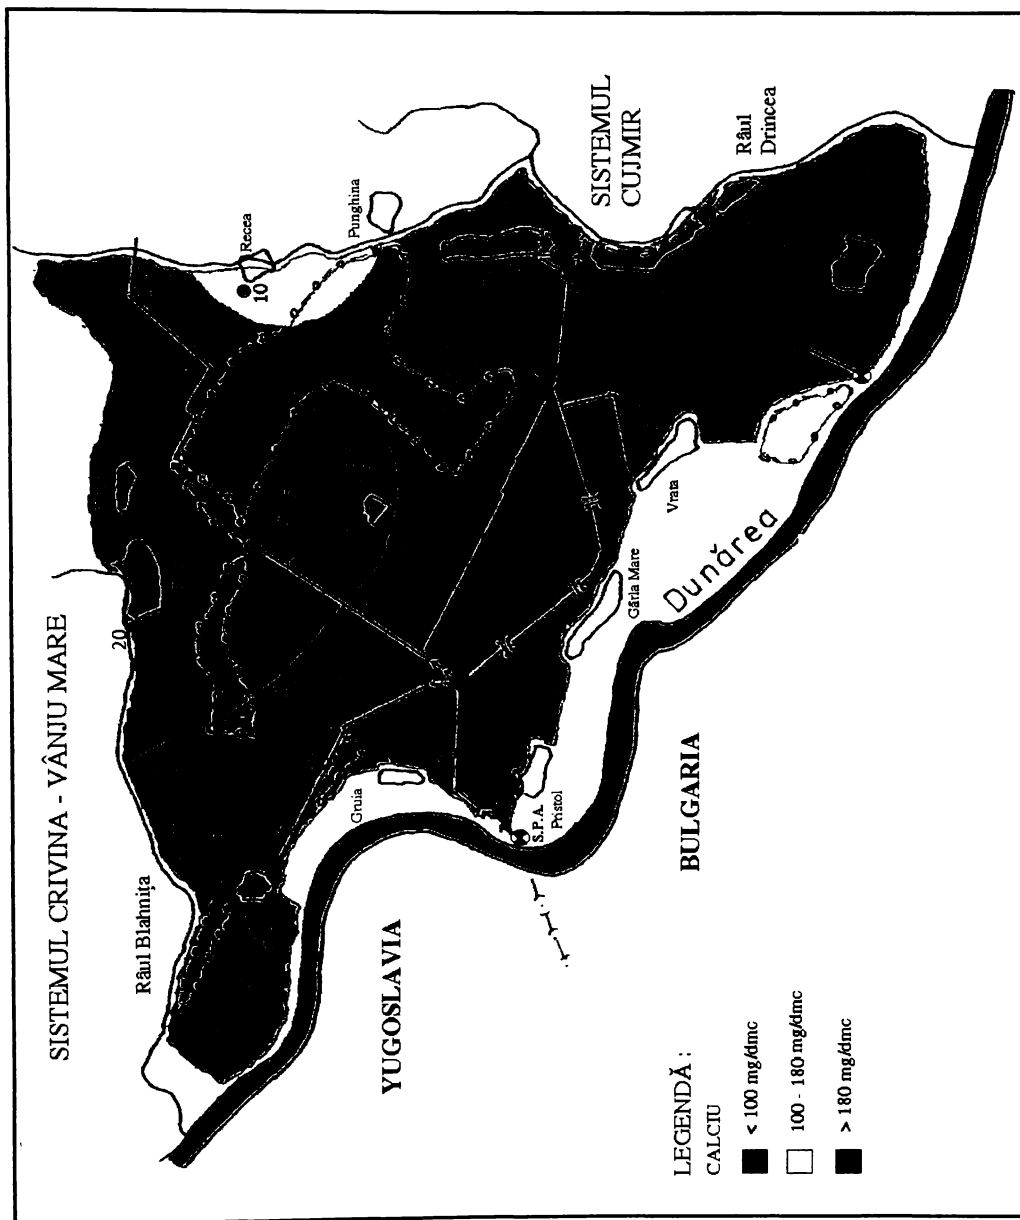 SISTEMUL CRIVINA - VÂNJU MARE
Râul Blahnița
20
Recea
10
Punghina
SISTEMUL
CUJMIR
Râul
Drincea
Gruia
S.P.A.
Pristol
Gârla Mare
Vrata
Dunărea
YUGOSLAVIA
BULGARIA
LEGENDĂ :
CALCIU
< 100 mg/dmc
100 - 180 mg/dmc
> 180 mg/dmc